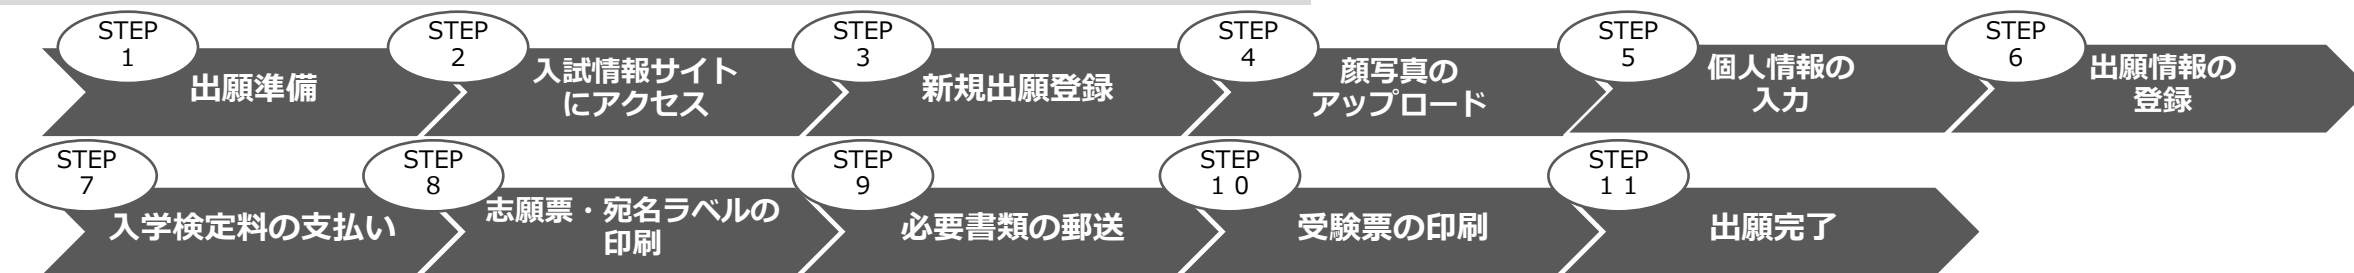 STEP
1
出願準備
STEP
2
入試情報サイト
にアクセス
STEP
3
新規出願登録
STEP
4
顔写真の
アップロード
STEP
5
個人情報の
入力
STEP
6
出願情報の
登録
STEP
7
入学検定料の支払い
STEP
8
志願票・宛名ラベルの
印刷
STEP
9
必要書類の郵送
STEP
１０
受験票の印刷
STEP
１１
出願完了